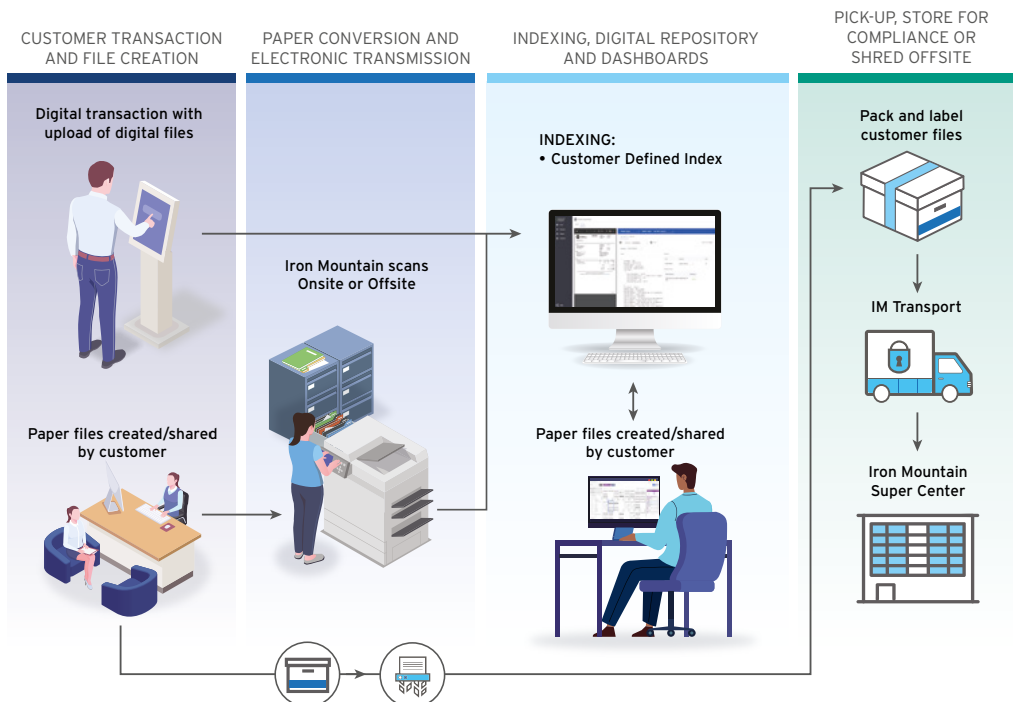 CUSTOMER TRANSACTION
AND FILE CREATION
PAPER CONVERSION AND
ELECTRONIC TRANSMISSION
INDEXING, DIGITAL REPOSITORY
AND DASHBOARDS
PICK-UP, STORE FOR
COMPLIANCE OR
SHRED OFFSITE
Digital transaction with
upload of digital files
Paper files created/shared
by customer
Iron Mountain scans
Onsite or Offsite
INDEXING:
• Customer Defined Index
Paper files created/shared
by customer
Pack and label
customer files
IM Transport
Iron Mountain
Super Center